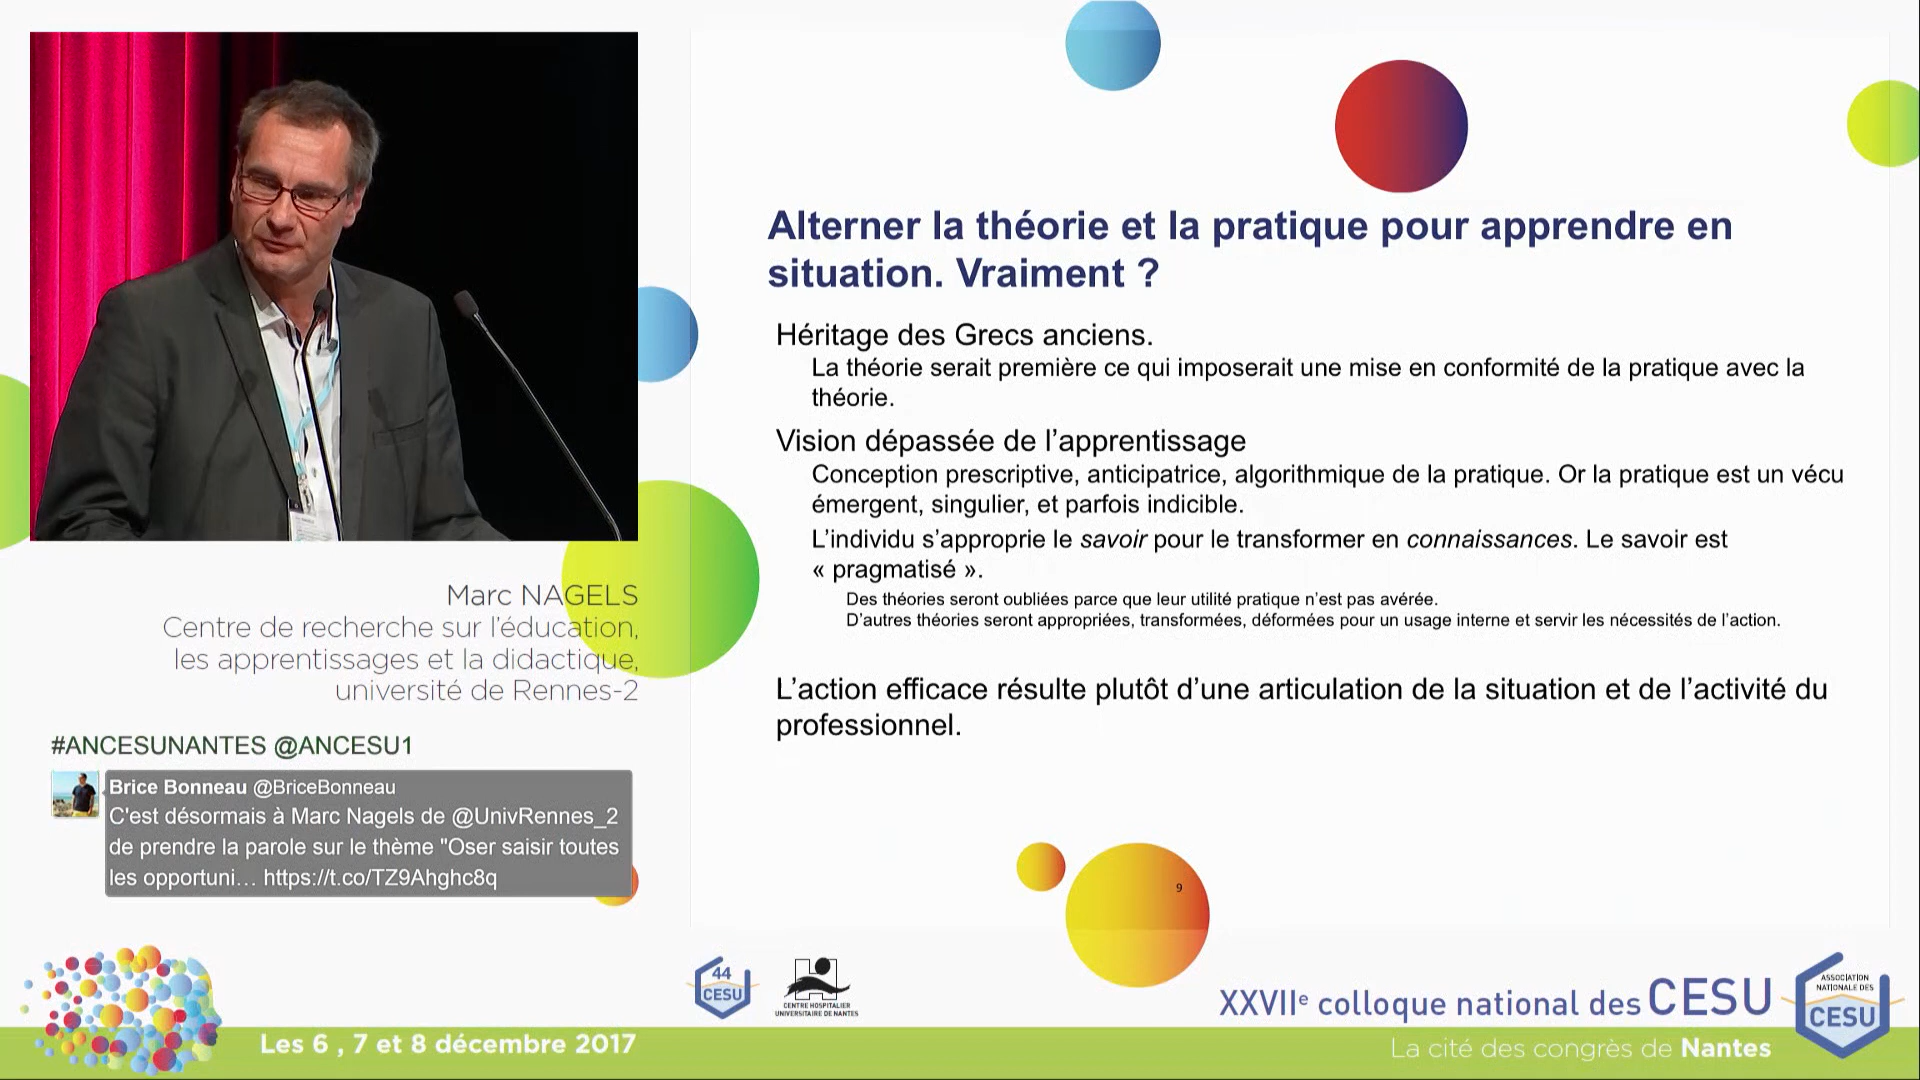 Alterner la théorie et la pratique pour apprendre en
situation. Vraiment ?
Héritage des Grecs anciens.
La théorie serait première ce qui imposerait une mise en conformité de la pratique avec la
théorie.
Vision dépassée de l’apprentissage
Conception prescriptive, anticipatrice, algorithmique de la pratique. Or la pratique est un vécu
émergent, singulier, et parfois indicible.
L’individu s’approprie le savoir pour le transformer en connaissances. Le savoir est
« pragmatisé ».
Des théories seront oubliées parce que leur utilité pratique n’est pas avérée.
D’autres théories seront appropriées, transformées, déformées pour un usage interne et servir les nécessités de l’action.
L’action efficace résulte plutôt d’une articulation de la situation et de l’activité du
professionnel.
9
Marc NAGELS
Centre de recherche sur l'éducation,
les apprentissages et la didactique,
université de Rennes-2
#ANCESUNANTES @ANCESU1
Brice Bonneau @BriceBonneau
C'est désormais à Marc Nagels de @UnivRennes_2
de prendre la parole sur le thème "Oser saisir toutes
les opportuni… https://t.co/TZ9Ahghc8q
Les 6 , 7 et 8 décembre 2017
44
CESU
CENTRE HOSPITALIER
UNIVERSITAIRE DE NANTES
XXVIIe colloque national des CESU
La cité des congrès de Nantes
ASSOCIATION
NATIONALE DES
CESU